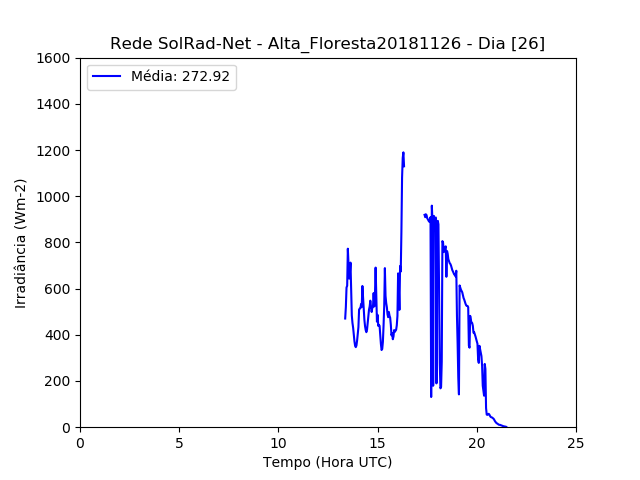 Rede SolRad-Net - Alta_Floresta20181126 - Dia [26]
Média: 272.92
1600
1400
1200
1000
800
600
400
200
0
Irradiância (Wm-2)
0 5 10 15 20 25
Tempo (Hora UTC)